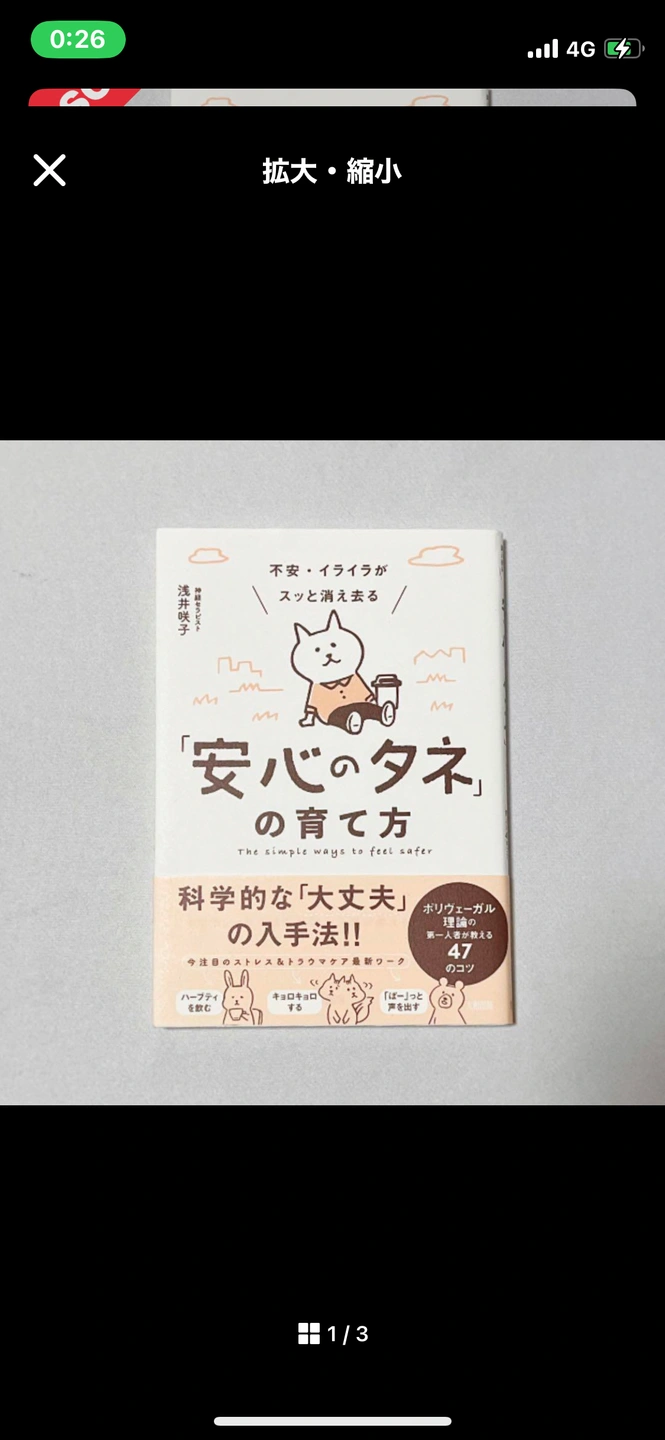 0:26
4G
拡大・縮小
不安・イライラが
スッと消え去る
神経セラピスト
浅井咲子
「安心のタネ」
の育て方
The simple ways to feel safer
科学的な「大丈夫」
の入手法!!
今注目のストレス&トラウマケア最新ワーク
ポリヴェーガル
理論の
第一人者が教える
47
のコツ
ハーブティ
を飲む
キョロキョロ
する
「ぼー」っと
声を出す
1 / 3